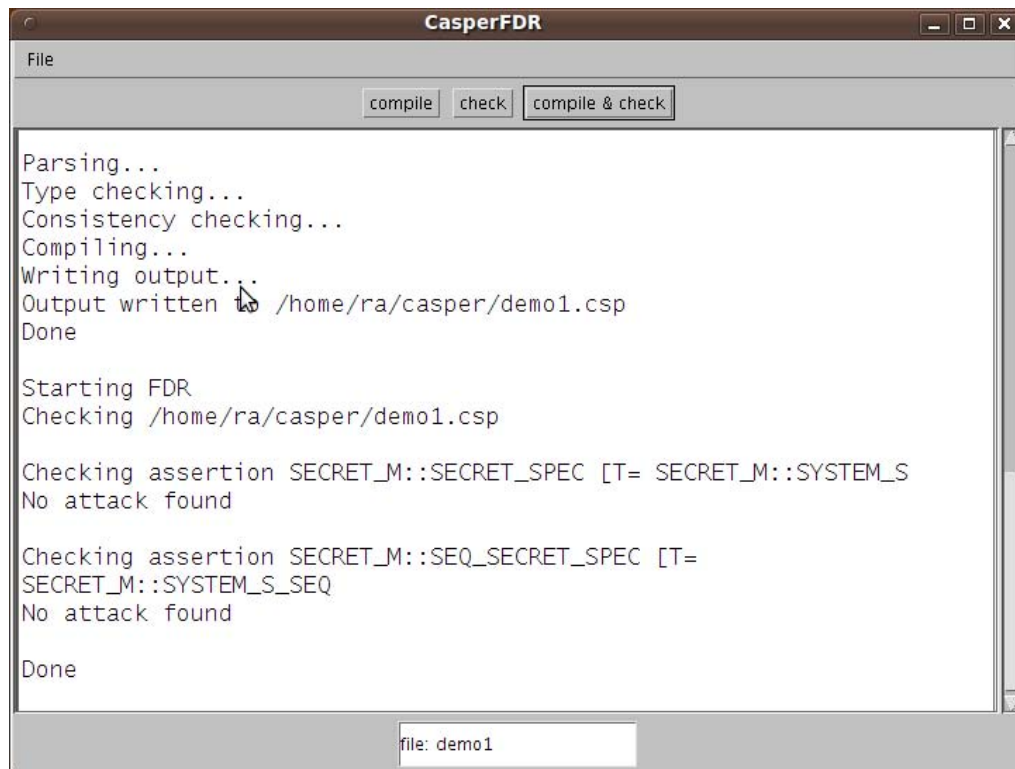 CasperFDR
File
compile check compile & check
Parsing...
Type checking...
Consistency checking...
Compiling...
Writing output...
Output written to /home/ra/casper/demo1.csp
Done
Starting FDR
Checking /home/ra/casper/demo1.csp
Checking assertion SECRET_M::SECRET_SPEC [T= SECRET_M::SYSTEM_S
No attack found
Checking assertion SECRET_M::SEQ_SECRET_SPEC [T=
SECRET_M::SYSTEM_S_SEQ
No attack found
Done
file: demo1